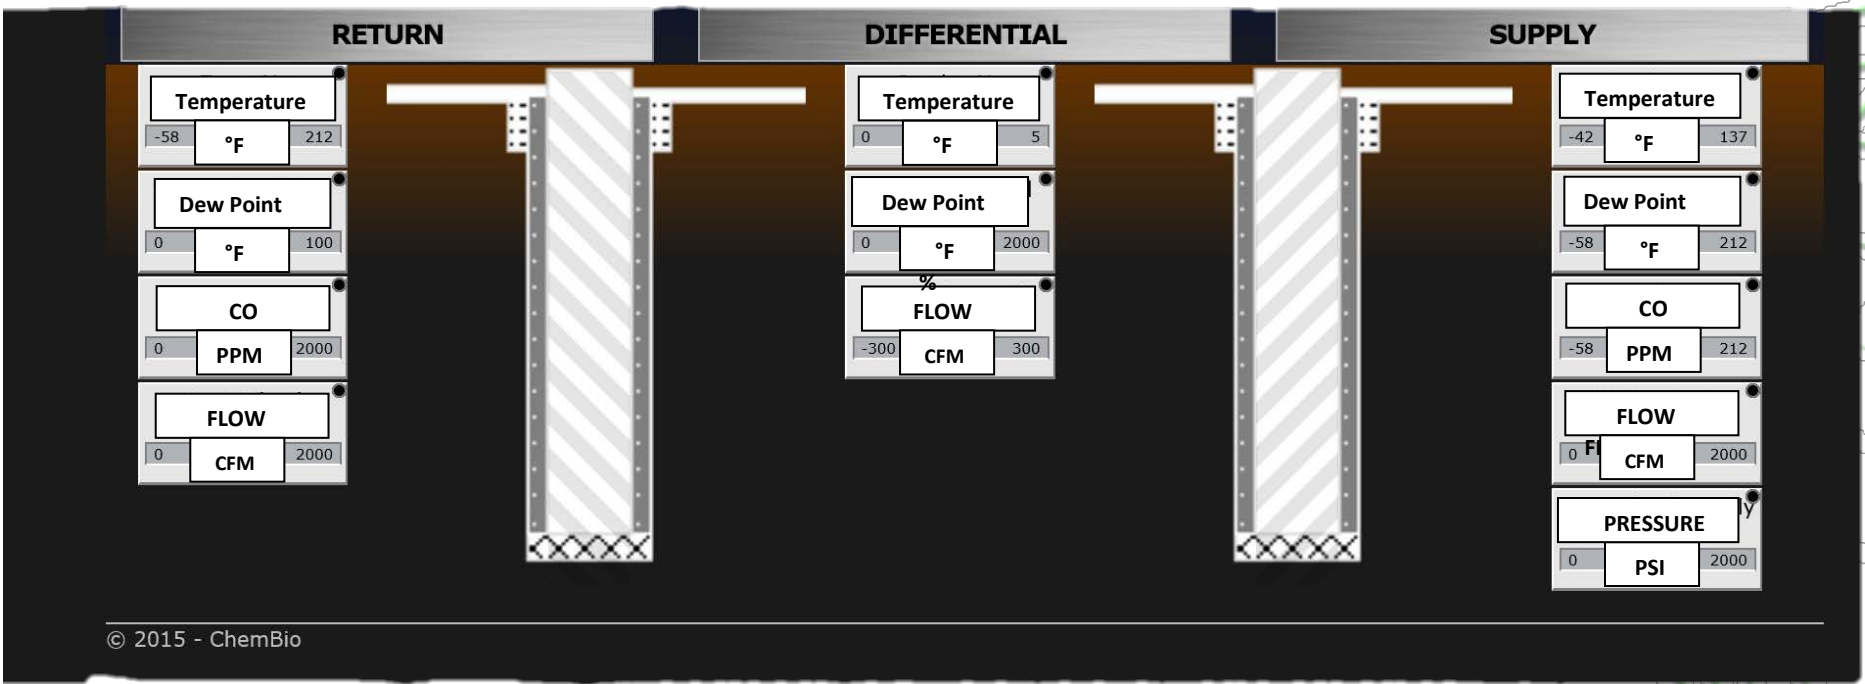 RETURN
DIFFERENTIAL
SUPPLY
Temperature
-58 °F 212
Dew Point
0 °F 100
CO
0 PPM 2000
FLOW
0 CFM 2000
Temperature
0 °F 5
Dew Point
0 °F 2000
%
FLOW
-300 CFM 300
Temperature
-42 °F 137
Dew Point
-58 °F 212
CO
-58 PPM 212
FLOW
0 CFM 2000
PRESSURE
0 PSI 2000
© 2015 - ChemBio